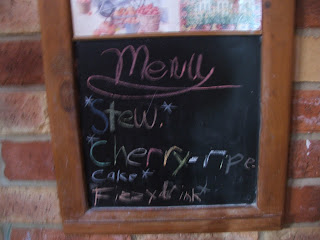 Menu
*Stew.*
*Cherry-ripe
Cake*
Fizzy drink*